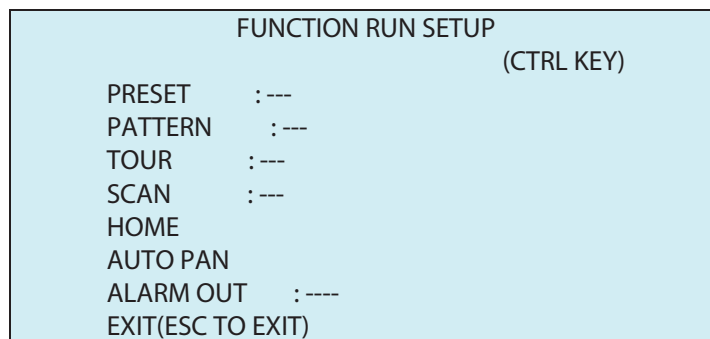 FUNCTION RUN SETUP
(CTRL KEY)
PRESET : ---
PATTERN : ---
TOUR : ---
SCAN : ---
HOME
AUTO PAN
ALARM OUT : ----
EXIT(ESC TO EXIT)